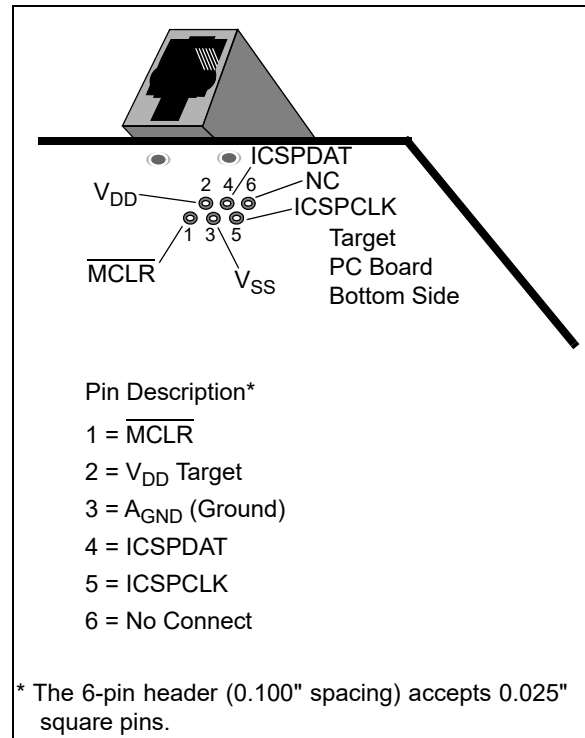 ICSPDAT
2 4 6 NC
VDD
ICSPCLK
1 3 5
Target
MCLR
PC Board
VSS
Bottom Side
Pin Description*
1 = MCLR
2 = VDD Target
3 = AGND (Ground)
4 = ICSPDAT
5 = ICSPCLK
6 = No Connect
* The 6-pin header (0.100" spacing) accepts 0.025"
square pins.